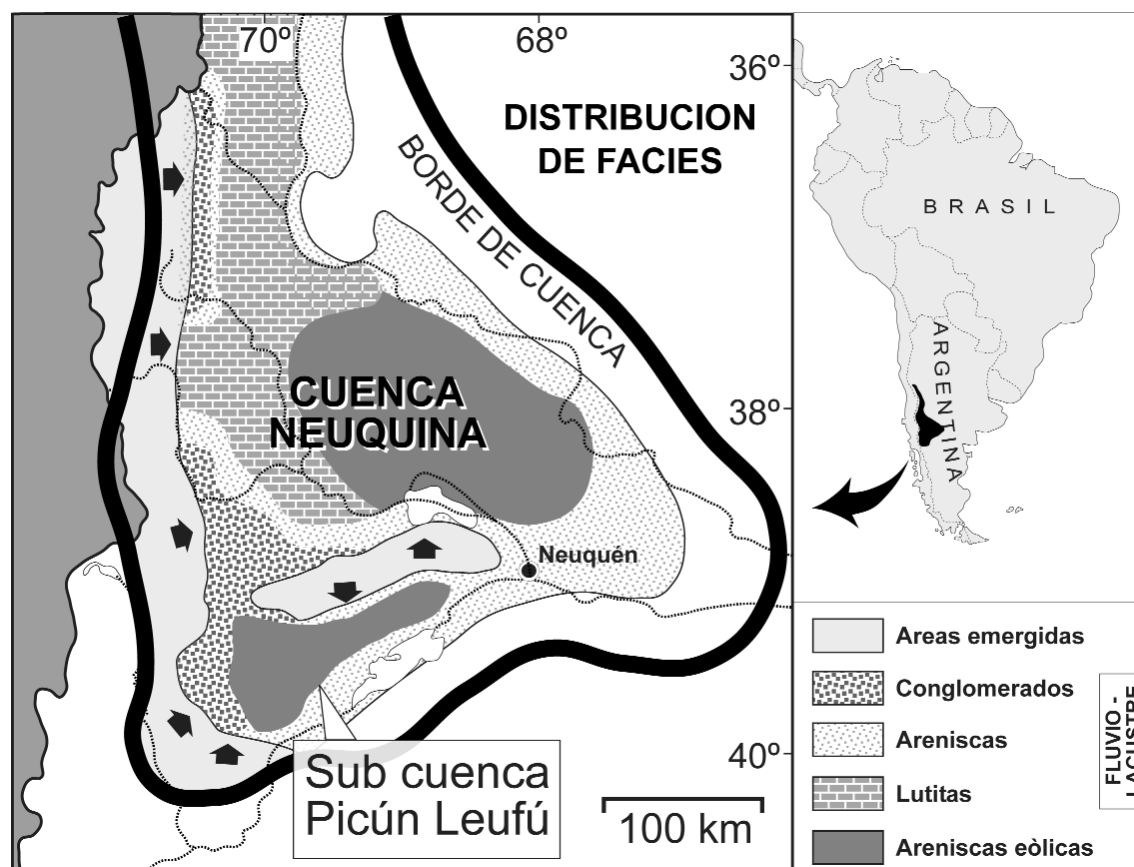 70º
68º
36º
DISTRIBUCION
DE FACIES
BORDE DE CUENCA
BRASIL
ARGENTINA
CUENCA
NEUQUINA
38º
Neuquén
Sub cuenca
Picún Leufú
40º
100 km
Areas emergidas
Conglomerados
Areniscas
Lutitas
Areniscas eòlicas
FLUVIO -
LACUSTRE